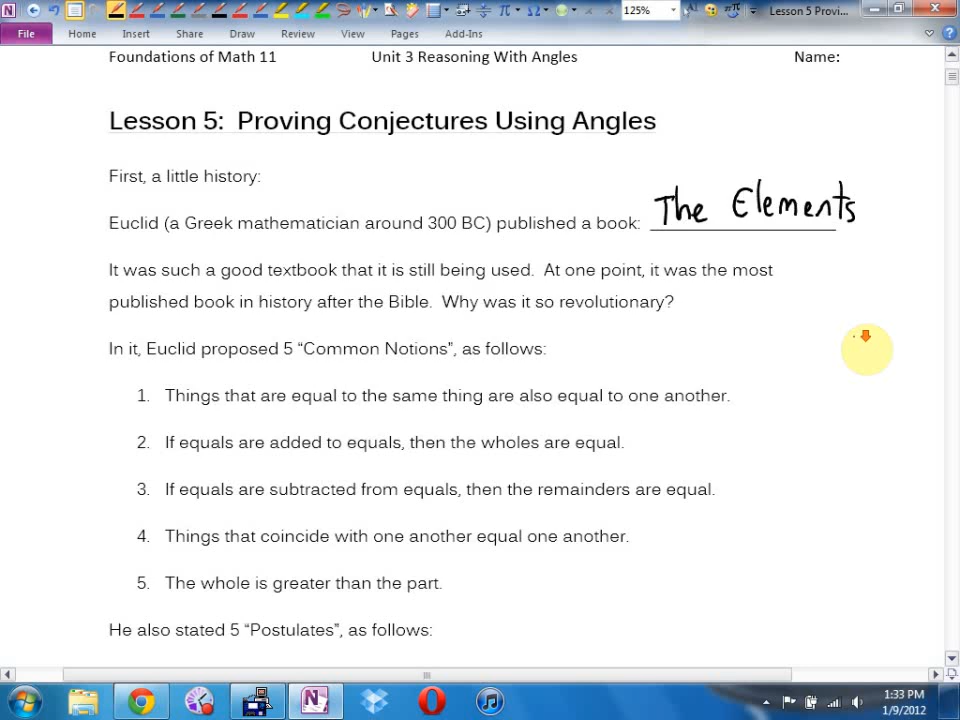 125%
Lesson 5 Provi...
File Home Insert Share Draw Review View Pages Add-Ins
Foundations of Math 11 Unit 3 Reasoning With Angles Name:
Lesson 5: Proving Conjectures Using Angles
First, a little history:
Euclid (a Greek mathematician around 300 BC) published a book: The Elements
It was such a good textbook that it is still being used. At one point, it was the most
published book in history after the Bible. Why was it so revolutionary?
In it, Euclid proposed 5 “Common Notions”, as follows:
1. Things that are equal to the same thing are also equal to one another.
2. If equals are added to equals, then the wholes are equal.
3. If equals are subtracted from equals, then the remainders are equal.
4. Things that coincide with one another equal one another.
5. The whole is greater than the part.
He also stated 5 “Postulates”, as follows:
1:33 PM
1/9/2012